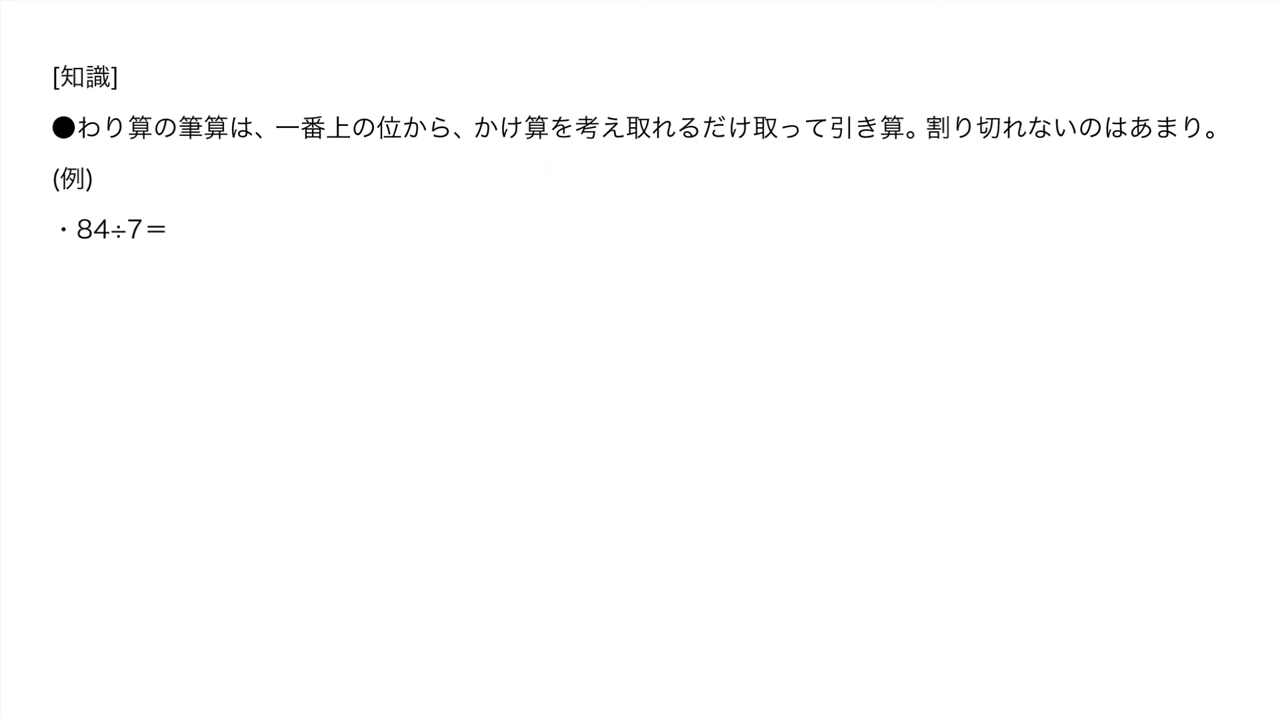 [知識]
●わり算の筆算は、一番上の位から、かけ算を考え取れるだけ取って引き算。割り切れないのはあまり。
(例)
・84÷7＝